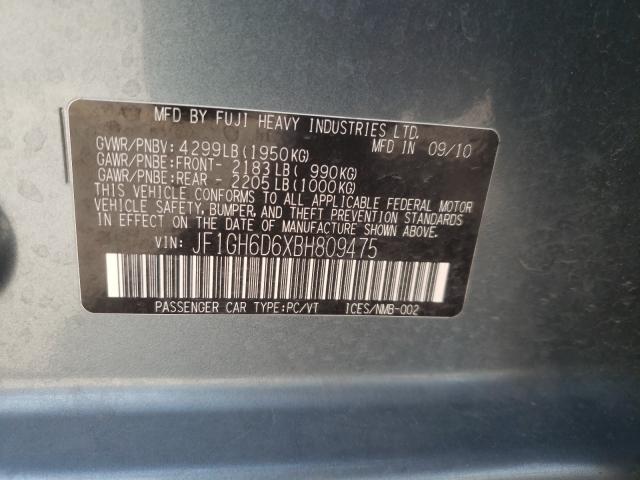 MFD BY FUJI HEAVY INDUSTRIES LTD.
GVWR/PNBV: 4299LB(1950KG) MFD IN 09/10
GAWR/PNBE:FRONT- 2183LB( 990KG)
GAWR/PNBE:REAR - 2205LB(1000KG)
THIS VEHICLE CONFORMS TO ALL APPLICABLE FEDERAL MOTOR
VEHICLE SAFETY, BUMPER, AND THEFT PREVENTION STANDARDS
IN EFFECT ON THE DATE OF MANUFACTURE SHOWN ABOVE.
VIN: JF1GH6D6XBH809475
PASSENGER CAR TYPE:PC/VT ICES/NMB-002